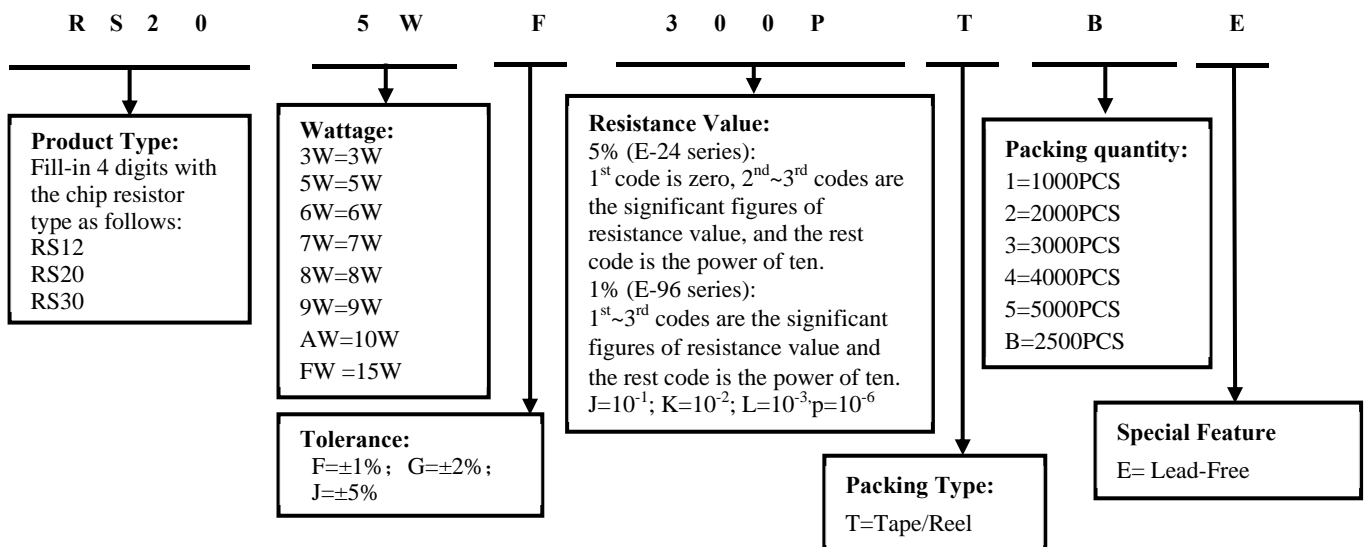 R S 2 0 5 W F 3 0 0 P T B E
Product Type:
Fill-in 4 digits with
the chip resistor
type as follows:
RS12
RS20
RS30
Wattage:
3W=3W
5W=5W
6W=6W
7W=7W
8W=8W
9W=9W
AW=10W
FW =15W
Tolerance:
F=±1%； G=±2%；
J=±5%
Resistance Value:
5% (E-24 series):
1st code is zero, 2nd~3rd codes are
the significant figures of
resistance value, and the rest
code is the power of ten.
1% (E-96 series):
1st~3rd codes are the significant
figures of resistance value and
the rest code is the power of ten.
J=10-1; K=10-2; L=10-3,p=10-6
Packing Type:
T=Tape/Reel
Packing quantity:
1=1000PCS
2=2000PCS
3=3000PCS
4=4000PCS
5=5000PCS
B=2500PCS
Special Feature
E= Lead-Free